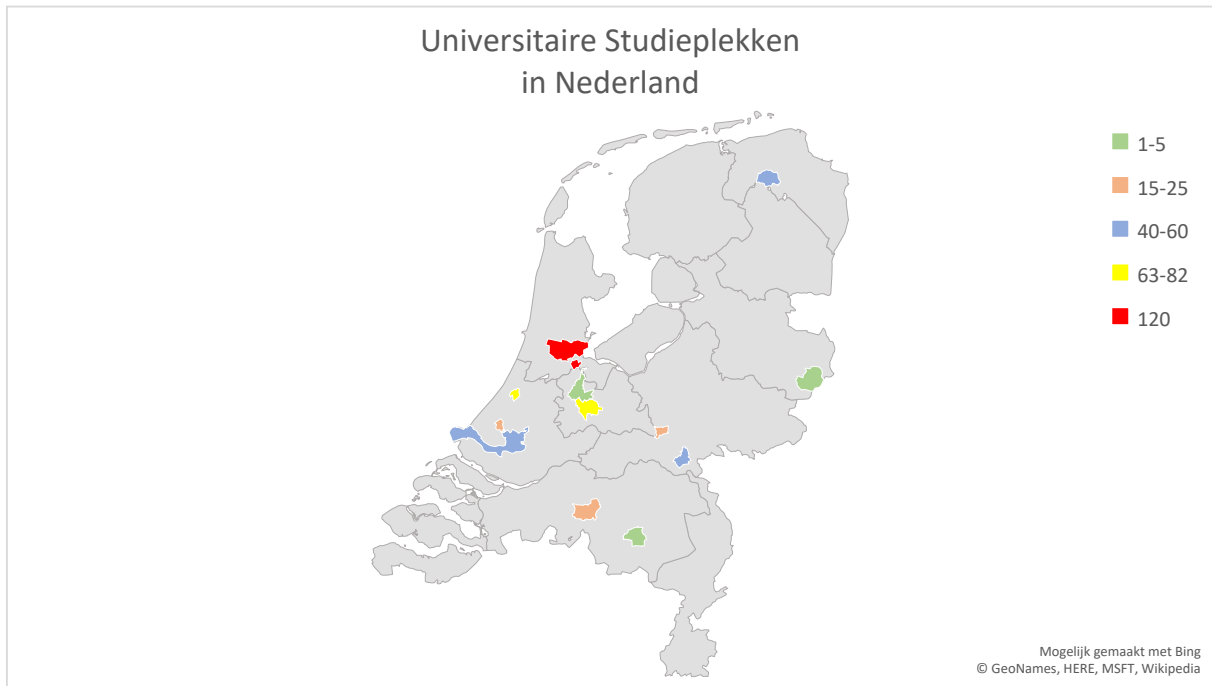 Universitaire Studieplekken
in Nederland
1-5
15-25
40-60
63-82
120
Mogelijk gemaakt met Bing
© GeoNames, HERE, MSFT, Wikipedia